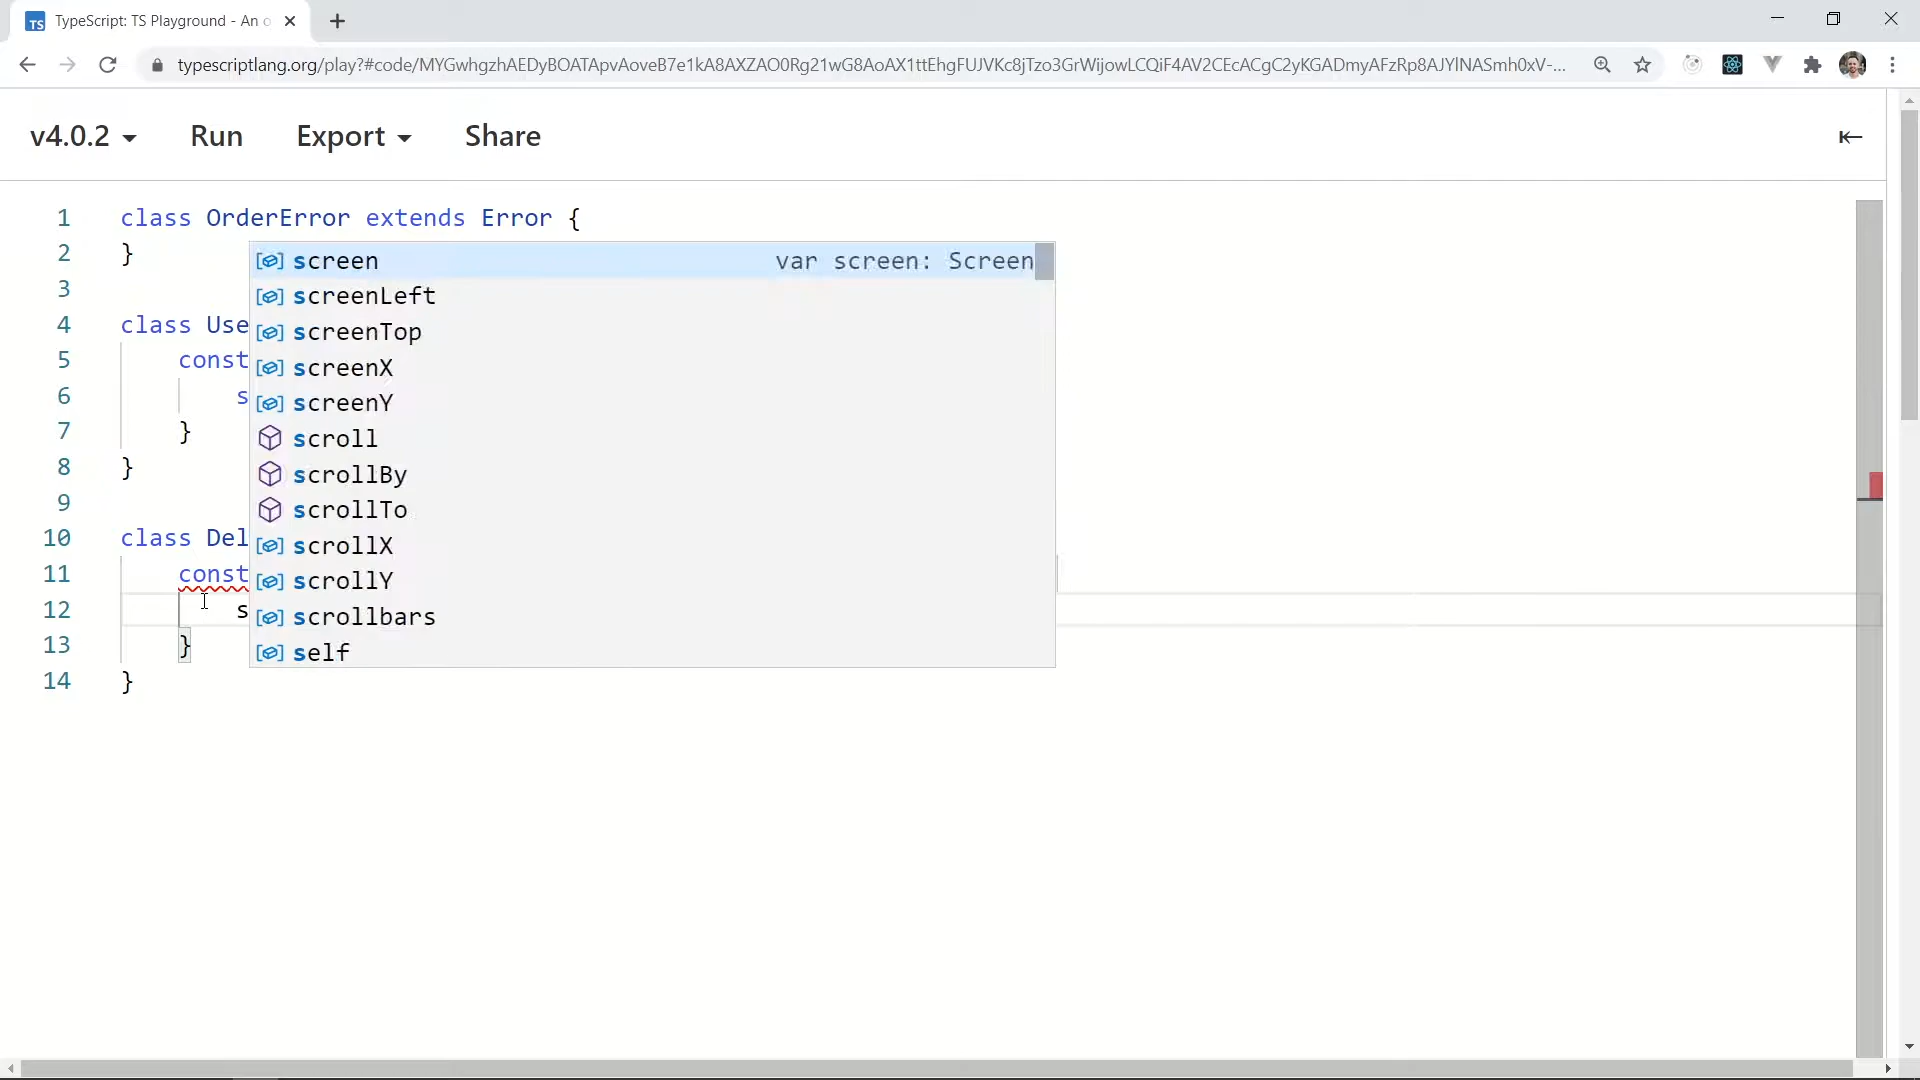 TypeScript: TS Playground - An o
typescriptlang.org/play?#code/MYGwhgzhAEDyBOATApvAoveB7e1kA8AXZAO0Rg21wG8AoAX1ttEhgFUJVKc8jTzo3GrWijowLCQiF4AV2CEcACgC2yKGADmyAFzRp8AJYlNASmh0xV-...
v4.0.2
Run
Export
Share
1 class OrderError extends Error {
2 }
3
4 class Use
5 const
6 s
7 }
8 }
9
10 class Del
11 const
12 s
13 }
14 }
screen var screen: Screen
screenLeft
screenTop
screenX
screenY
scroll
scrollBy
scrollTo
scrollX
scrollY
scrollbars
self